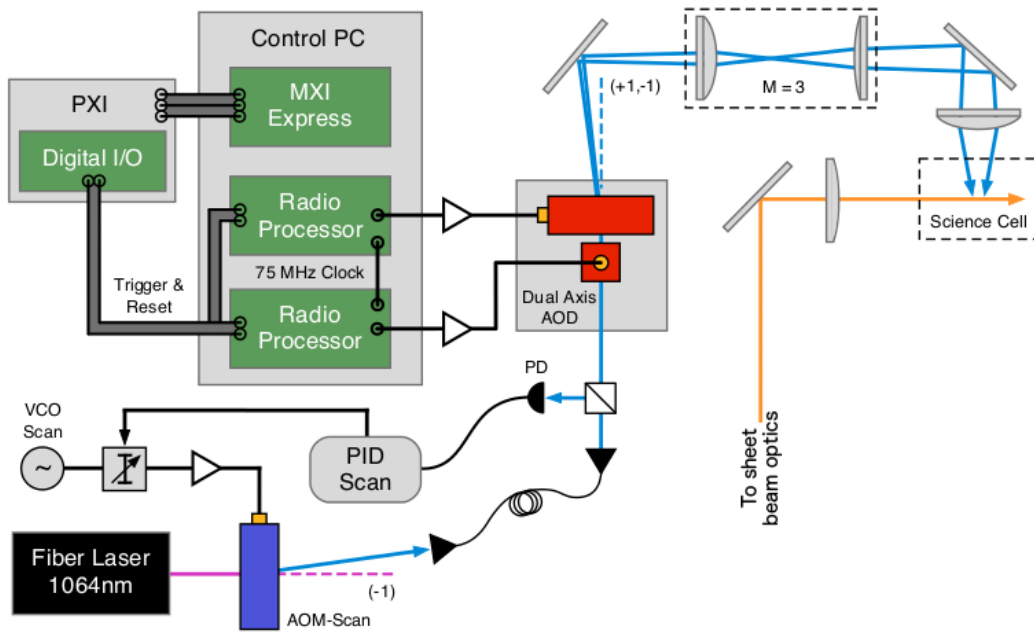 Control PC
PXI
MXI
Express
Digital I/O
Radio
Processor
75 MHz Clock
Trigger &
Reset
Radio
Processor
(+1,-1)
M = 3
Dual Axis
AOD
Science Cell
To sheet
beam optics
PD
VCO
Scan
~
PID
Scan
Fiber Laser
1064nm
(-1)
AOM-Scan